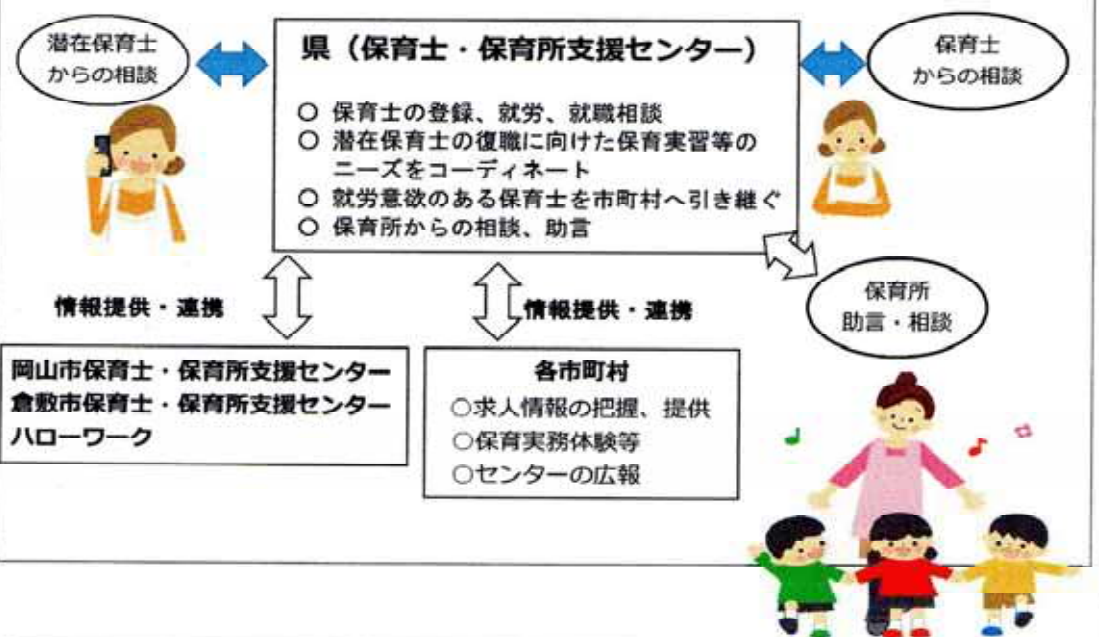 潜在保育士
からの相談
県（保育士・保育所支援センター）
○ 保育士の登録、就労、就職相談
○ 潜在保育士の復職に向けた保育実習等の
ニーズをコーディネート
○ 就労意欲のある保育士を市町村へ引き継ぐ
○ 保育所からの相談、助言
保育士
からの相談
情報提供・連携
情報提供・連携
保育所
助言・相談
岡山市保育士・保育所支援センター
倉敷市保育士・保育所支援センター
ハローワーク
各市町村
○求人情報の把握、提供
○保育実務体験等
○センターの広報